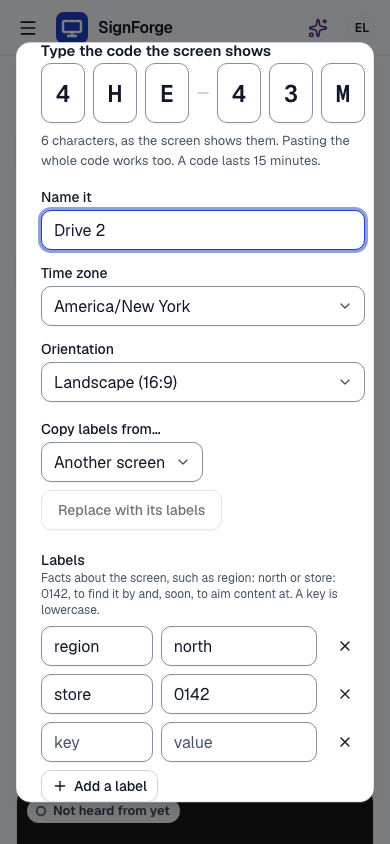 SignForge
EL
Type the code the screen shows
4 H E – 4 3 M
6 characters, as the screen shows them. Pasting the
whole code works too. A code lasts 15 minutes.
Name it
Drive 2
Time zone
America/New York
Orientation
Landscape (16:9)
Copy labels from...
Another screen
Replace with its labels
Labels
Facts about the screen, such as region: north or store:
0142, to find it by and, soon, to aim content at. A key is
lowercase.
region north ×
store 0142 ×
key value ×
+ Add a label
Not heard from yet